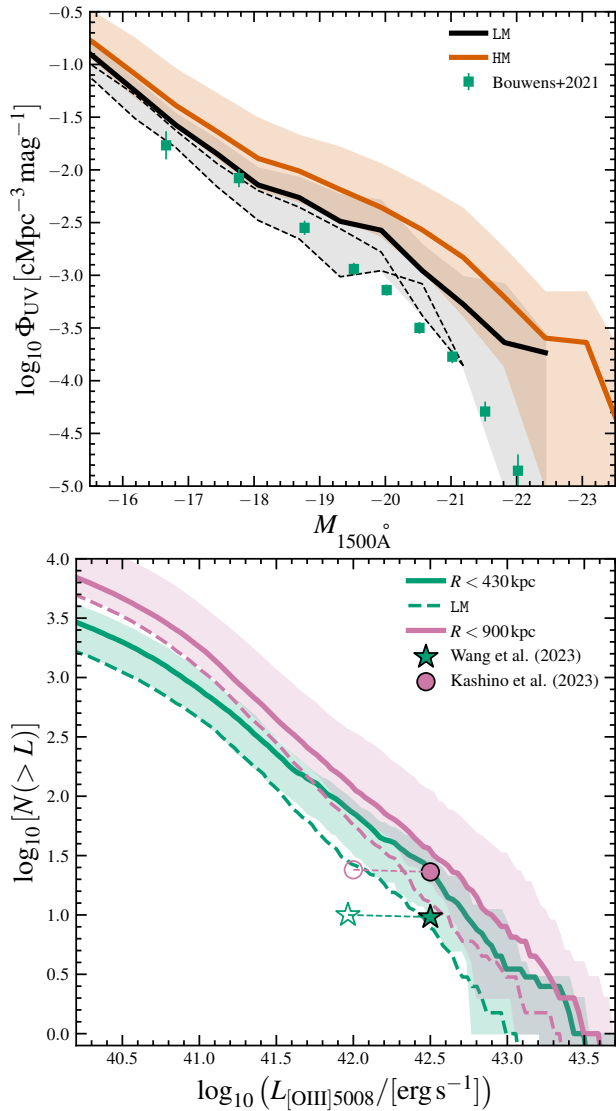 −1.0
−1.5
−2.0
−2.5
−3.0
−3.5
−4.0
−4.5
−5.0
log₁₀ Φ_UV [cMpc⁻³ mag⁻¹]
LM
HM
Bouwens+2021
−16 −17 −18 −19 −20 −21 −22 −23
M_1500Å
4.0
3.5
3.0
2.5
2.0
1.5
1.0
0.5
0.0
log₁₀[N(> L)]
R < 430 kpc
LM
R < 900 kpc
Wang et al. (2023)
Kashino et al. (2023)
40.5 41.0 41.5 42.0 42.5 43.0 43.5
log₁₀ (L_[OIII]5008/[erg s⁻¹])